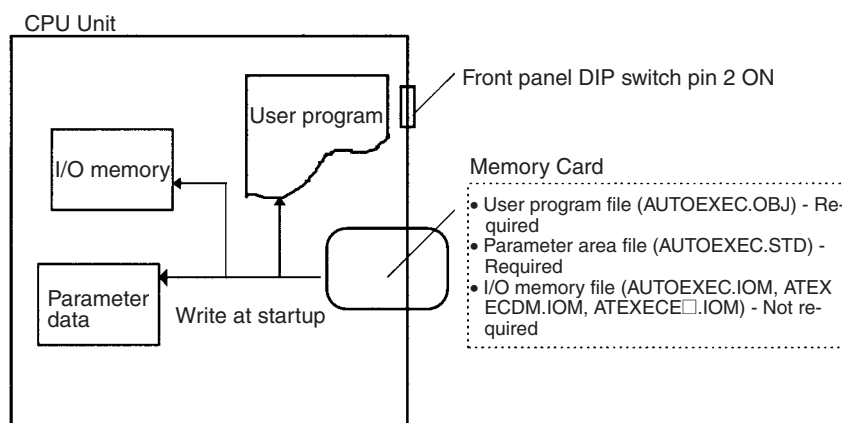 CPU Unit
Front panel DIP switch pin 2 ON
User program
I/O memory
Memory Card
• User program file (AUTOEXEC.OBJ) - Re-
quired
• Parameter area file (AUTOEXEC.STD) -
Required
• I/O memory file (AUTOEXEC.IOM, ATEX
ECDM.IOM, ATEXECE□.IOM) - Not re-
quired
Parameter
data
Write at startup